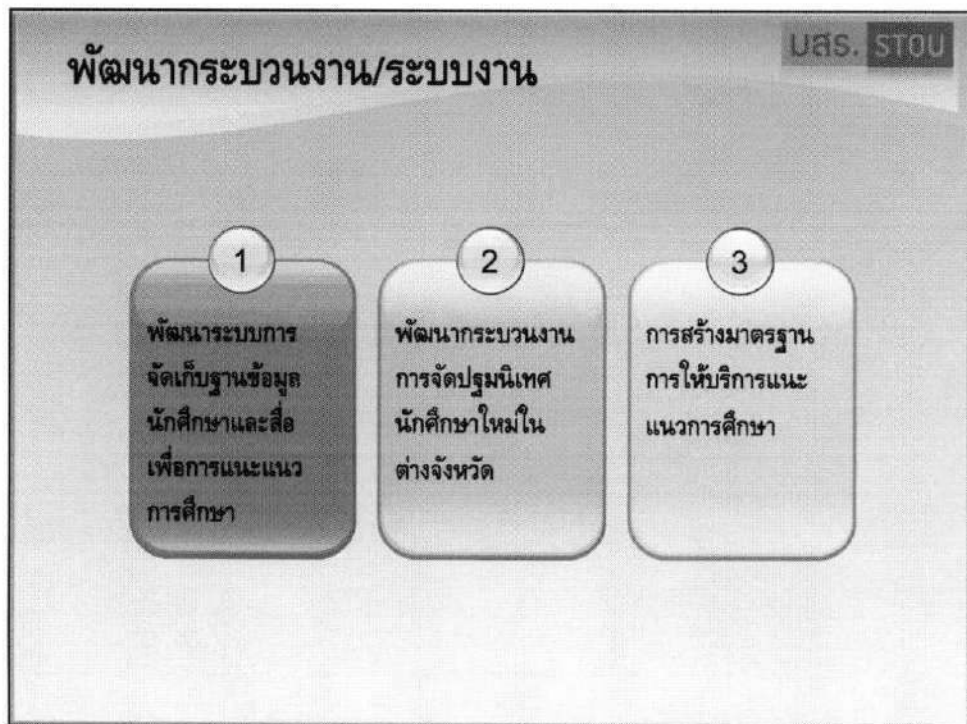 พัฒนากระบวนงาน/ระบบงาน
มสธ. STOU
1
พัฒนาระบบการ
จัดเก็บฐานข้อมูล
นักศึกษาและสื่อ
เพื่อการแนะแนว
การศึกษา
2
พัฒนากระบวนงาน
การจัดปฐมนิเทศ
นักศึกษาใหม่ใน
ต่างจังหวัด
3
การสร้างมาตรฐาน
การให้บริการแนะ
แนวการศึกษา